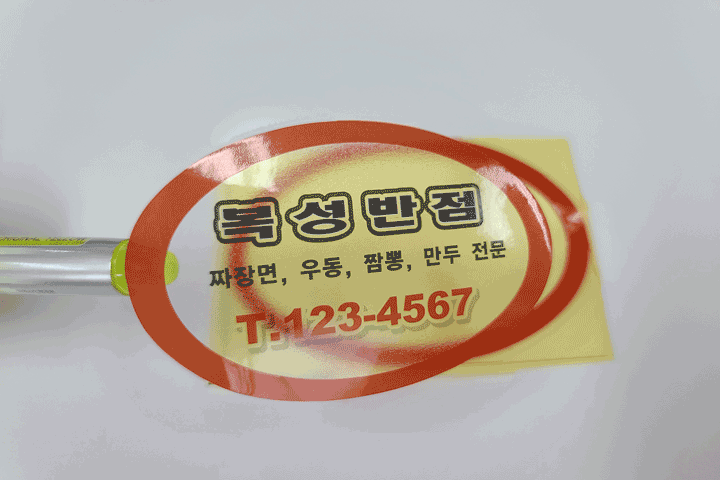 복성반점
짜장면, 우동, 짬뽕, 만두 전문
T.123-4567